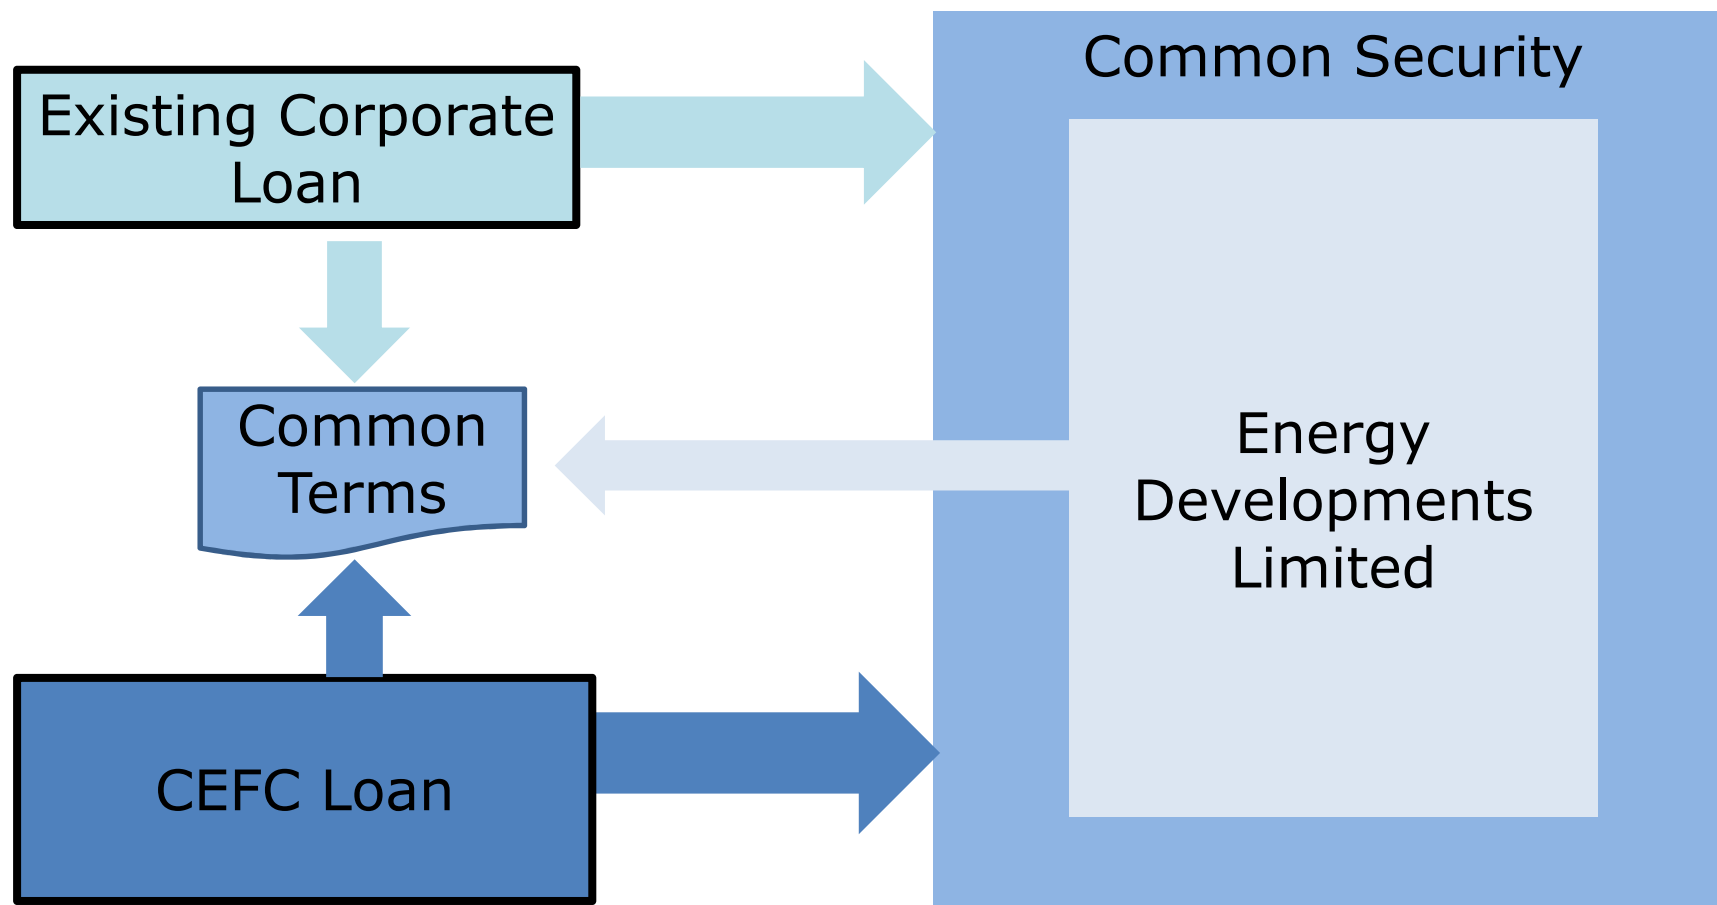 Common Security
Existing Corporate
Loan
Common
Terms
Energy
Developments
Limited
CEFC Loan